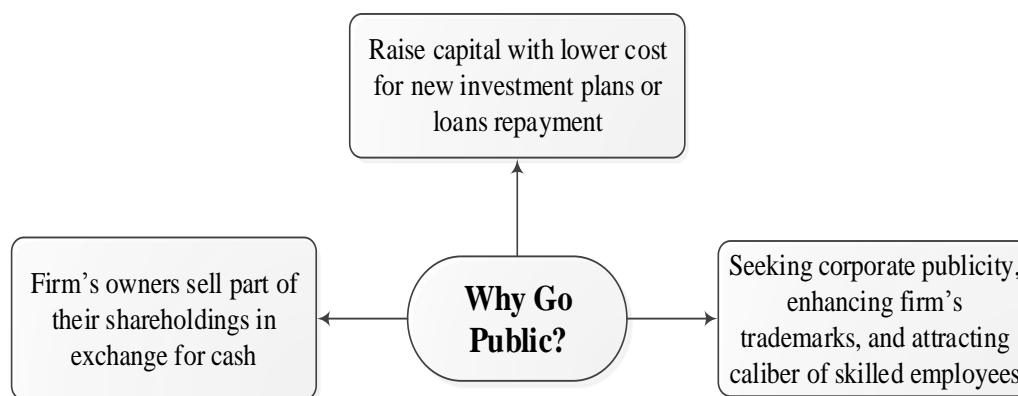 Raise capital with lower cost
for new investment plans or
loans repayment
Firm's owners sell part of
their shareholdings in
exchange for cash
Why Go
Public?
Seeking corporate publicity,
enhancing firm's
trademarks, and attracting
caliber of skilled employees